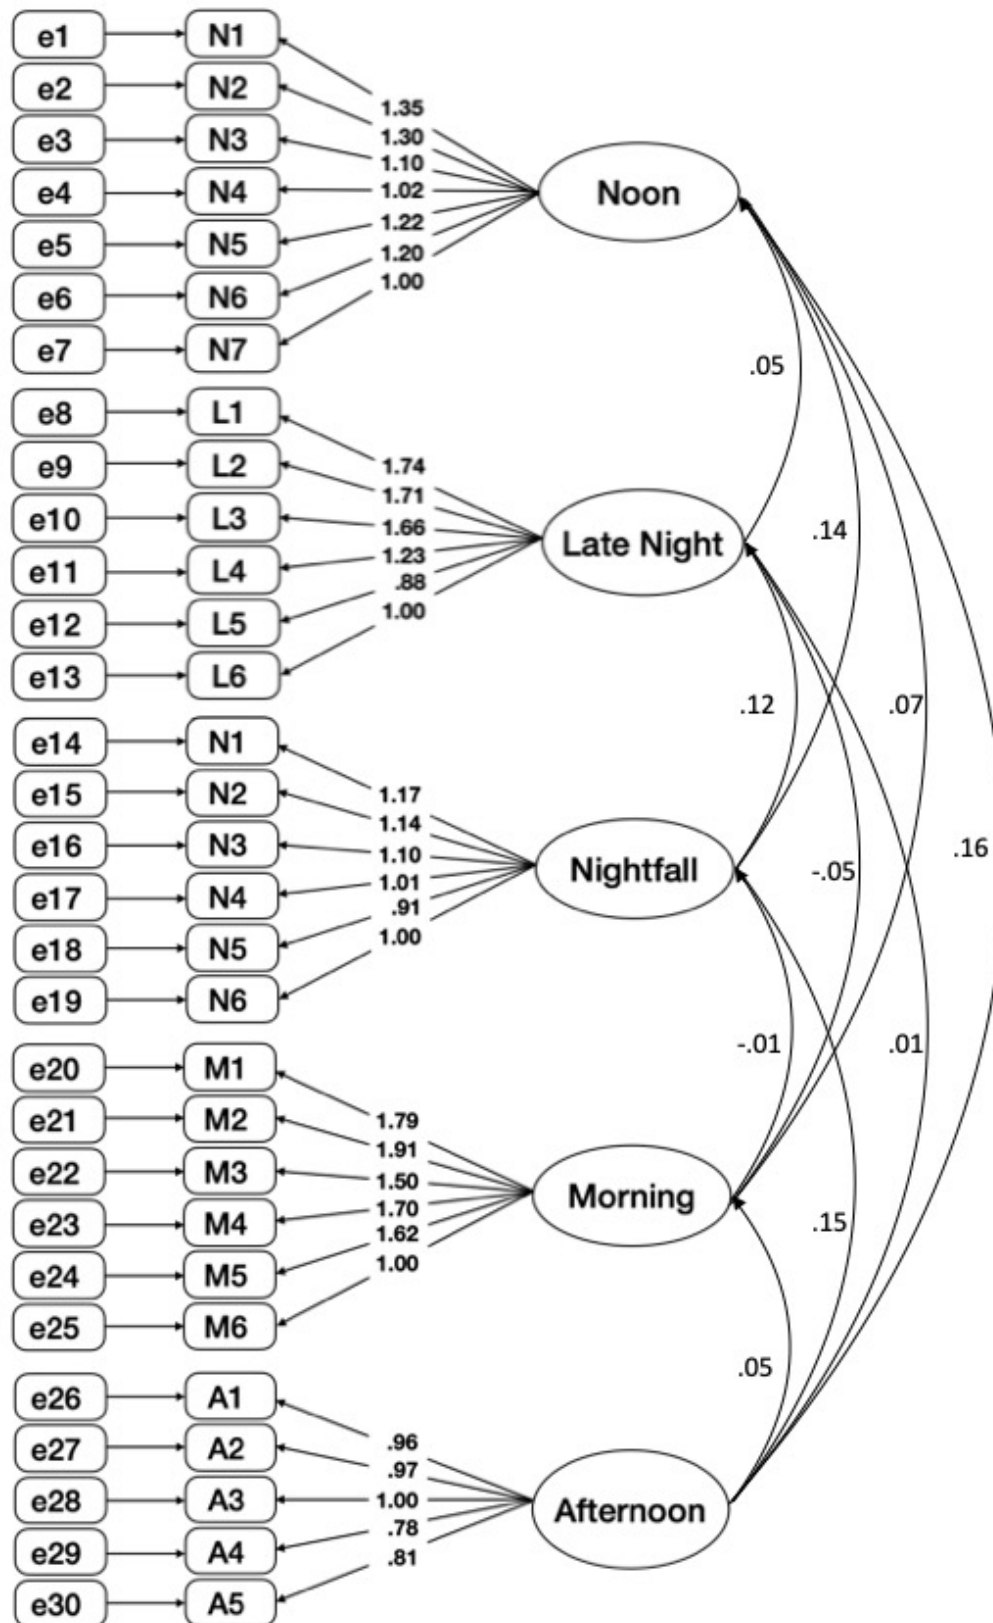 e1 N1
1.35
e2 N2
1.30
e3 N3
1.10
e4 N4
1.02
Noon
e5 N5
1.22
e6 N6
1.20
e7 N7
1.00
.05
e8 L1
e9 L2
1.74
1.71
e10 L3
1.66
.14
e11 L4
1.23
Late Night
e12 L5
.88
e13 L6
1.00
.12
.07
e14 N1
e15 N2
1.17
1.14
e16 N3
1.10
.16
e17 N4
1.01
Nightfall
-.05
e18 N5
.91
e19 N6
1.00
-.01
.01
e20 M1
e21 M2
1.79
1.91
e22 M3
1.50
e23 M4
1.70
Morning
.15
e24 M5
1.62
e25 M6
1.00
.05
e26 A1
e27 A2
.96
.97
e28 A3
1.00
Afternoon
e29 A4
.78
e30 A5
.81